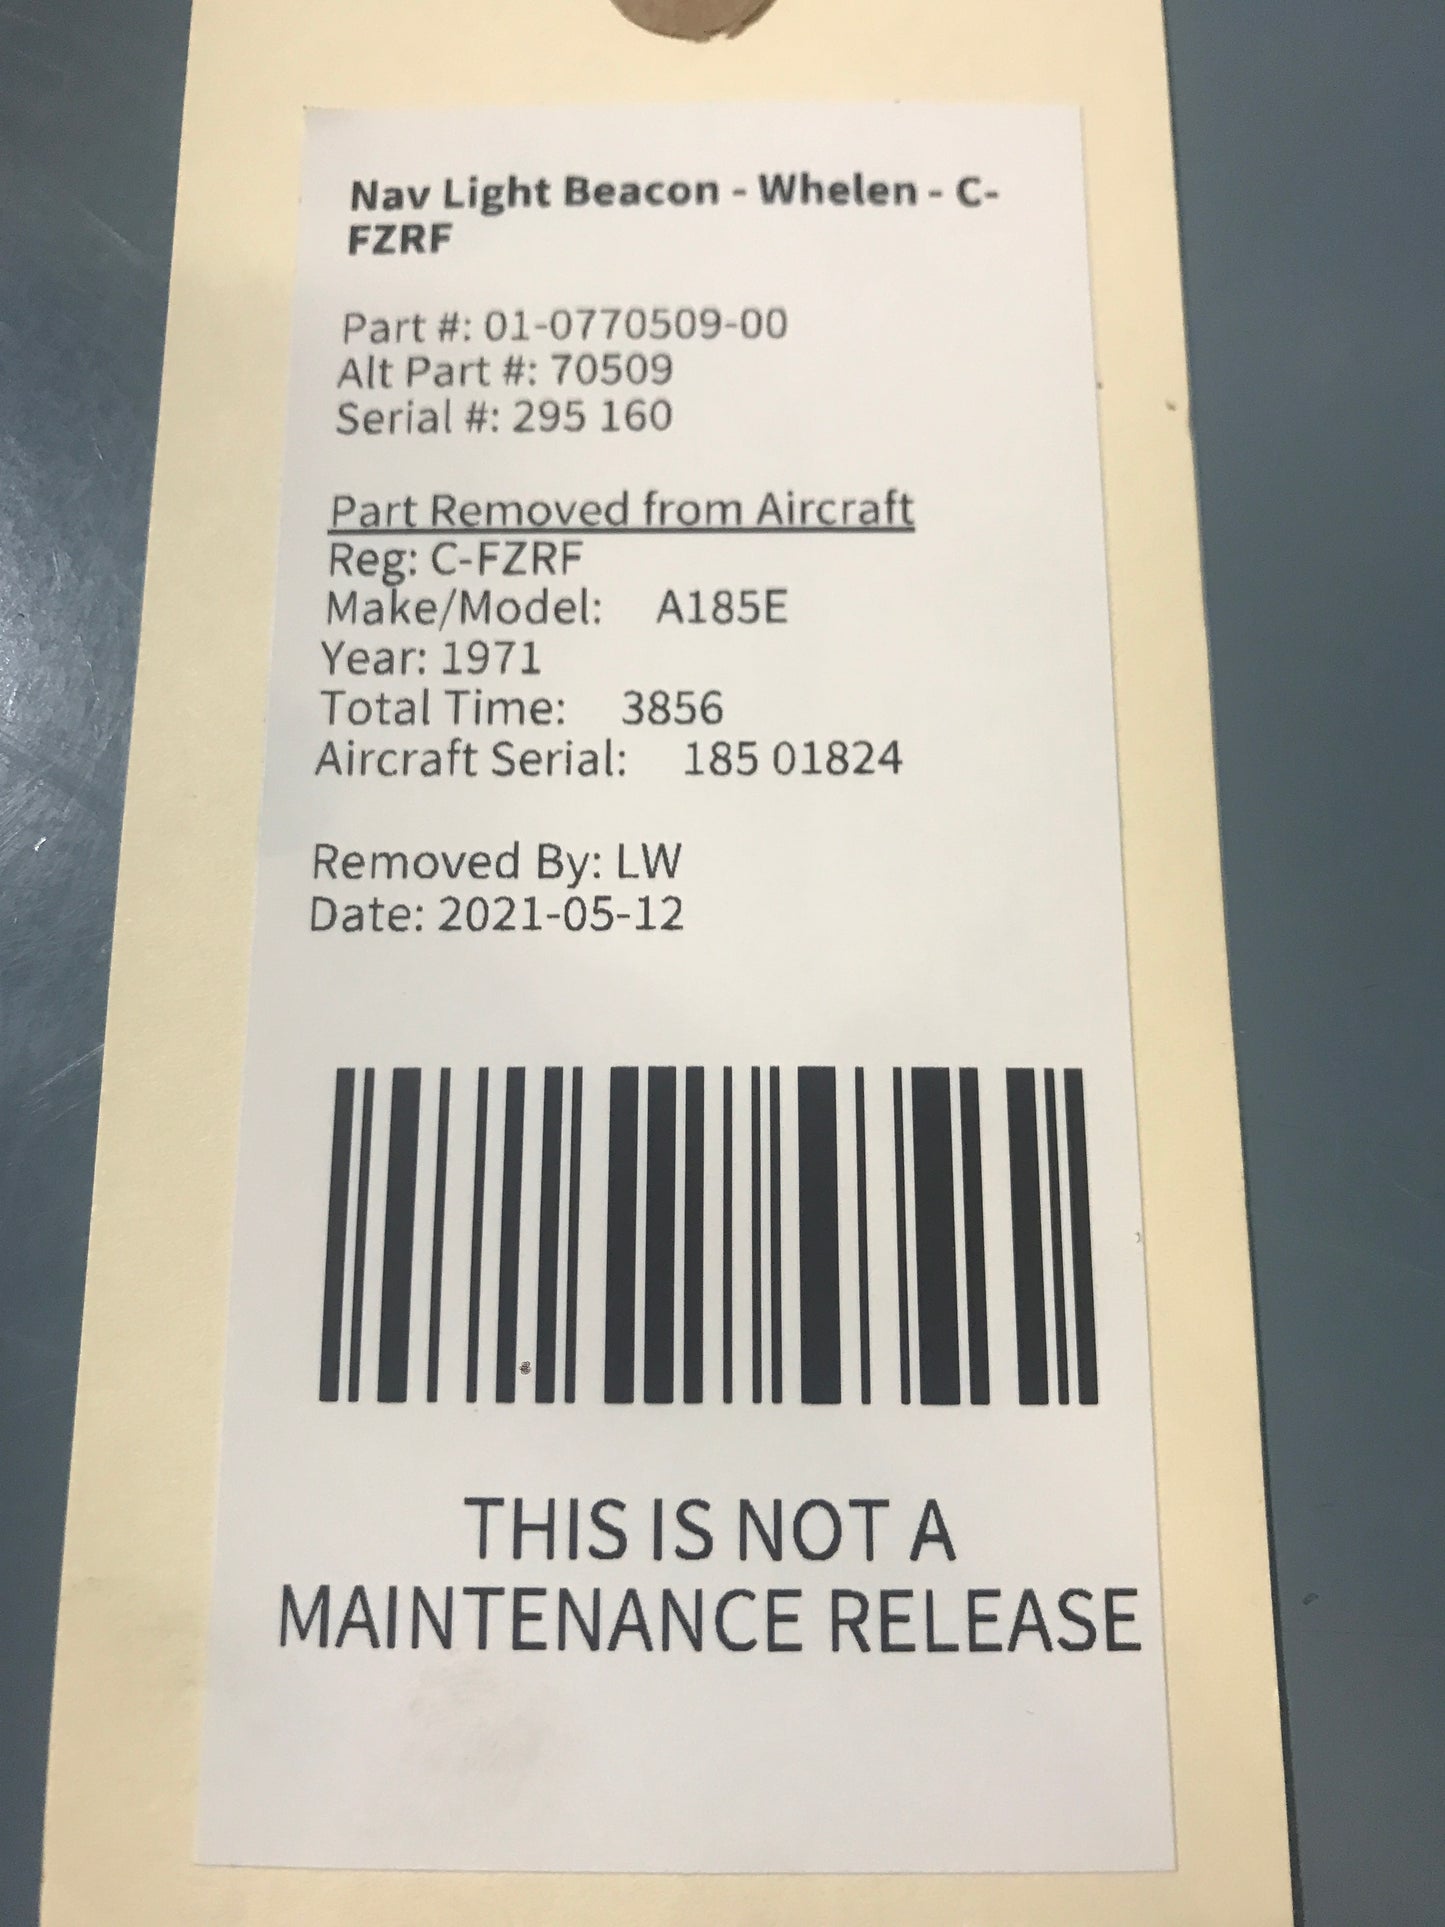 Nav Light Beacon - Whelen - C-
FZRF
Part #: 01-0770509-00
Alt Part #: 70509
Serial #: 295 160
Part Removed from Aircraft
Reg: C-FZRF
Make/Model: A185E
Year: 1971
Total Time: 3856
Aircraft Serial: 185 01824
Removed By: LW
Date: 2021-05-12
THIS IS NOT A
MAINTENANCE RELEASE